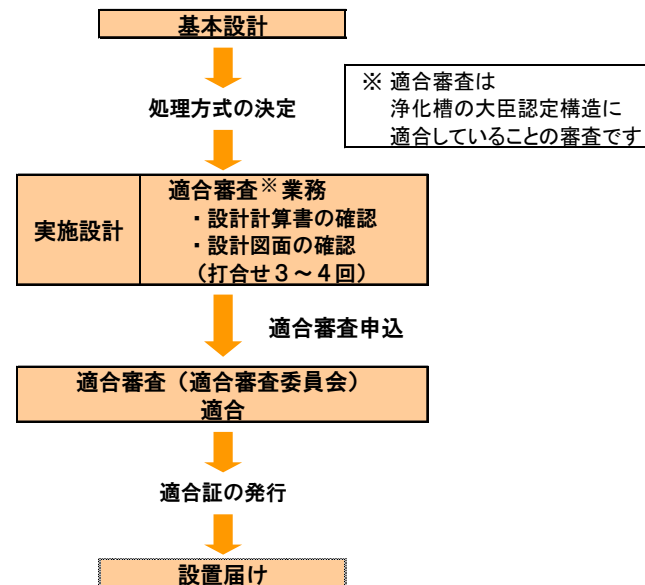 基本設計
処理方式の決定
※ 適合審査は
浄化槽の大臣認定構造に
適合していることの審査です
実施設計
適合審査※業務
・設計計算書の確認
・設計図面の確認
（打合せ３～４回）
適合審査申込
適合審査（適合審査委員会）
適合
適合証の発行
設置届け